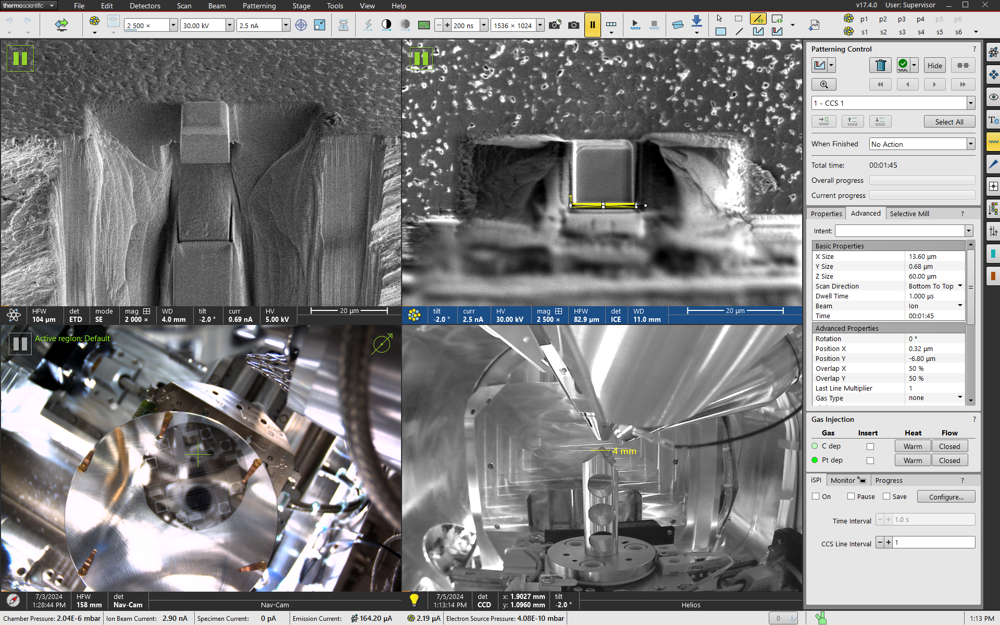 thermoscientific File Edit Detectors Scan Beam Patterning Stage Tools View Help v17.4.0 User: Supervisor
2 500 × 30.00 kV 2.5 nA 200 ns 1536 × 1024 p1 p2 p3 p4 p5 p6
s1 s2 s3 s4 s5 s6
Patterning Control ?
Hide
1 - CCS 1
Select All
When Finished No Action
Total time: 00:01:45
Overall progress
Current progress
Properties Advanced Selective Mill ?
Intent:
Basic Properties
X Size 13.60 µm
Y Size 0.68 µm
Z Size 60.00 µm
Scan Direction Bottom To Top
Dwell Time 1.000 µs
Beam Ion
Time 00:01:45
Advanced Properties
Rotation 0 °
Position X 0.32 µm
Position Y -6.80 µm
Overlap X 50 %
Overlap Y 50 %
Last Line Multiplier 1
Gas Type none
Gas Injection ?
Gas Insert Heat Flow
C dep Warm Closed
Pt dep Warm Closed
iSPI Monitor Progress ?
On Pause Save Configure...
Time Interval 1.0 s
CCS Line Interval 1
1
HFW det mode mag WD tilt curr HV 20 µm
104 µm ETD SE 2 000 × 4.0 mm -2.0 ° 0.69 nA 5.00 kV
tilt curr HV mag HFW det WD 20 µm
-2.0 ° 2.5 nA 30.00 kV 2 500 × 82.9 µm ICE 11.0 mm
Active region: Default
4 mm
7/3/2024 HFW det
1:28:44 PM 158 mm Nav-Cam Nav-Cam
7/5/2024 det x: 1.9027 mm tilt
1:13:14 PM CCD y: 1.0960 mm -2.0 ° Helios
Chamber Pressure: 2.04E-6 mbar Ion Beam Current: 2.90 nA Specimen Current: 0 pA Emission Current: 164.20 µA 2.19 µA Electron Source Pressure: 4.08E-10 mbar 0 1:13 PM